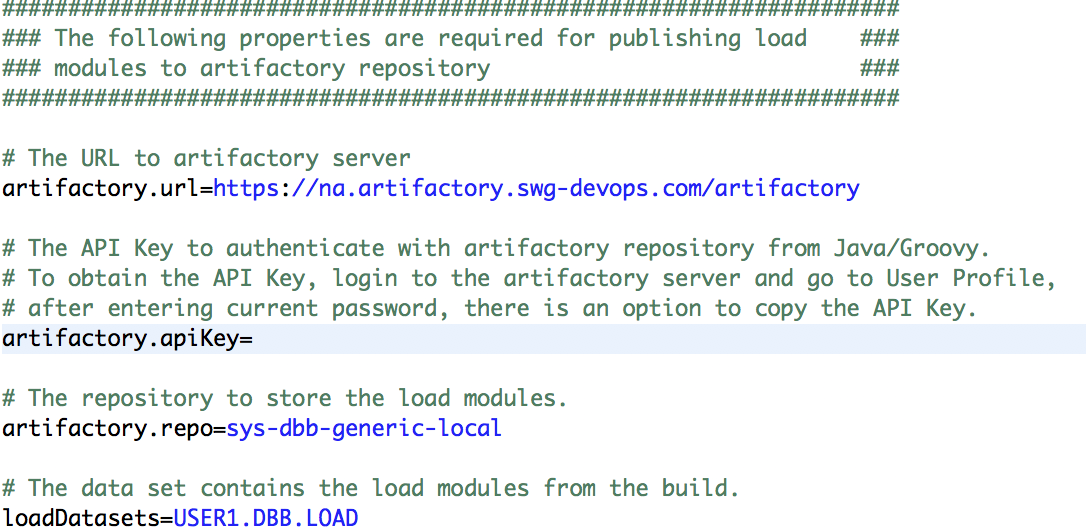 ####################################################################
### The following properties are required for publishing load    ###
### modules to artifactory repository                            ###
####################################################################
# The URL to artifactory server
artifactory.url=https://na.artifactory.swg-devops.com/artifactory
# The API Key to authenticate with artifactory repository from Java/Groovy.
# To obtain the API Key, login to the artifactory server and go to User Profile,
# after entering current password, there is an option to copy the API Key.
artifactory.apiKey=
# The repository to store the load modules.
artifactory.repo=sys-dbb-generic-local
# The data set contains the load modules from the build.
loadDatasets=USER1.DBB.LOAD